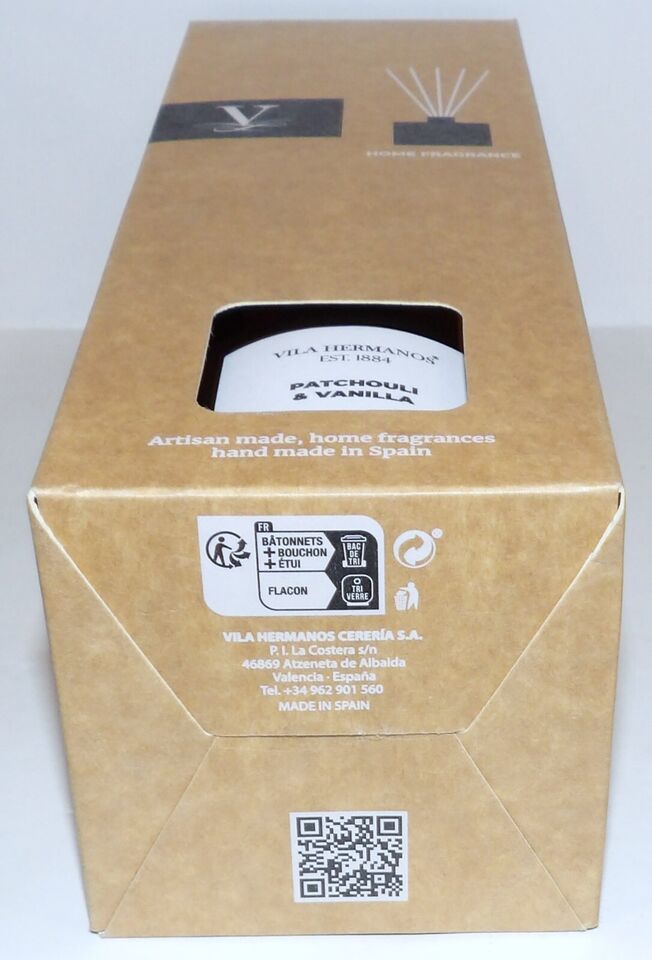 V
HOME FRAGRANCE
VILA HERMANOS®
EST. 1884
PATCHOULI
& VANILLA
Artisan made, home fragrances
hand made in Spain
FR
BÂTONNETS
+ BOUCHON
+ ÉTUI
BAC
DE
TRI
FLACON
TRI
VERRE
VILA HERMANOS CERERÍA S.A.
P. I. La Costera s/n
46869 Atzeneta de Albaida
Valencia · España
Tel. +34 962 901 560
MADE IN SPAIN